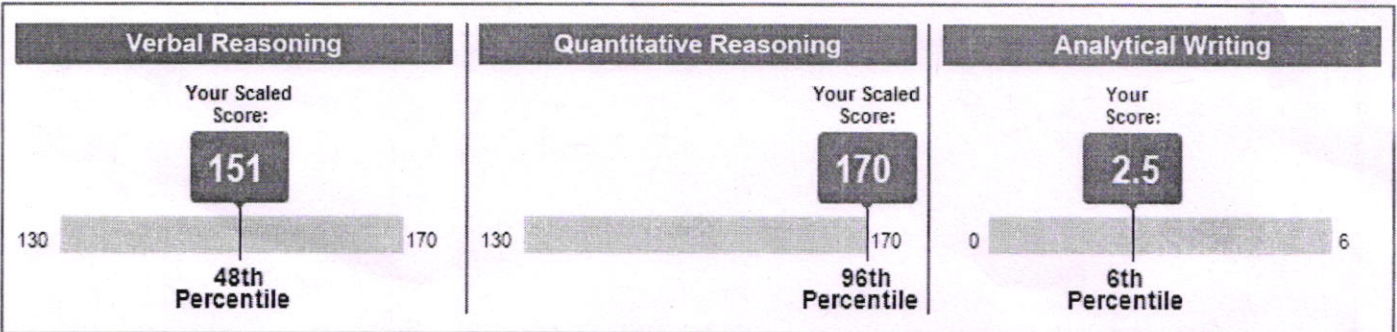 Verbal Reasoning
Your Scaled
Score:
151
130
170
48th
Percentile
Quantitative Reasoning
Your Scaled
Score:
170
130
170
96th
Percentile
Analytical Writing
Your
Score:
2.5
0
6
6th
Percentile